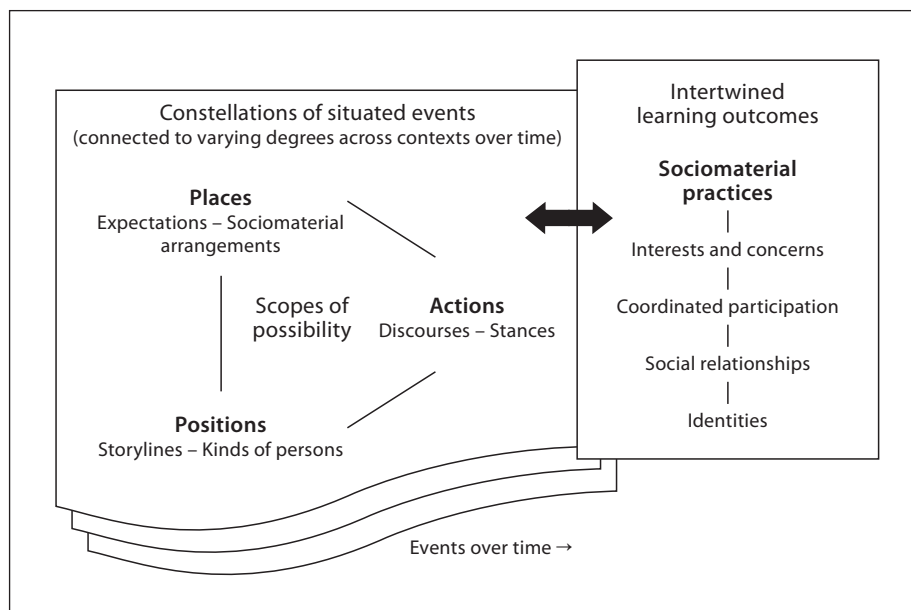 Constellations of situated events
(connected to varying degrees across contexts over time)
Places
Expectations – Sociomaterial
arrangements
Scopes of
possibility
Actions
Discourses – Stances
Positions
Storylines – Kinds of persons
Events over time →
Intertwined
learning outcomes
Sociomaterial
practices
Interests and concerns
Coordinated participation
Social relationships
Identities